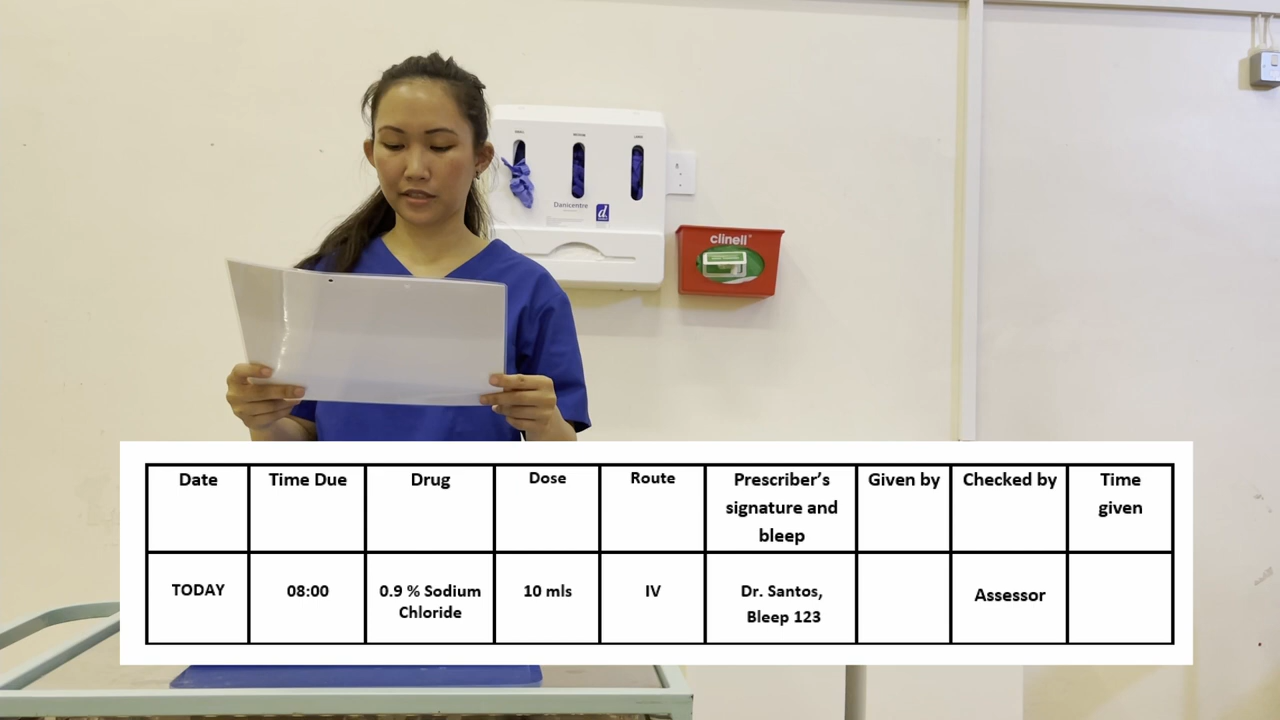 Danicentre
d
clinell
Date Time Due Drug Dose Route Prescriber’s signature and bleep Given by Checked by Time given
TODAY 08:00 0.9 % Sodium Chloride 10 mls IV Dr. Santos, Bleep 123 Assessor